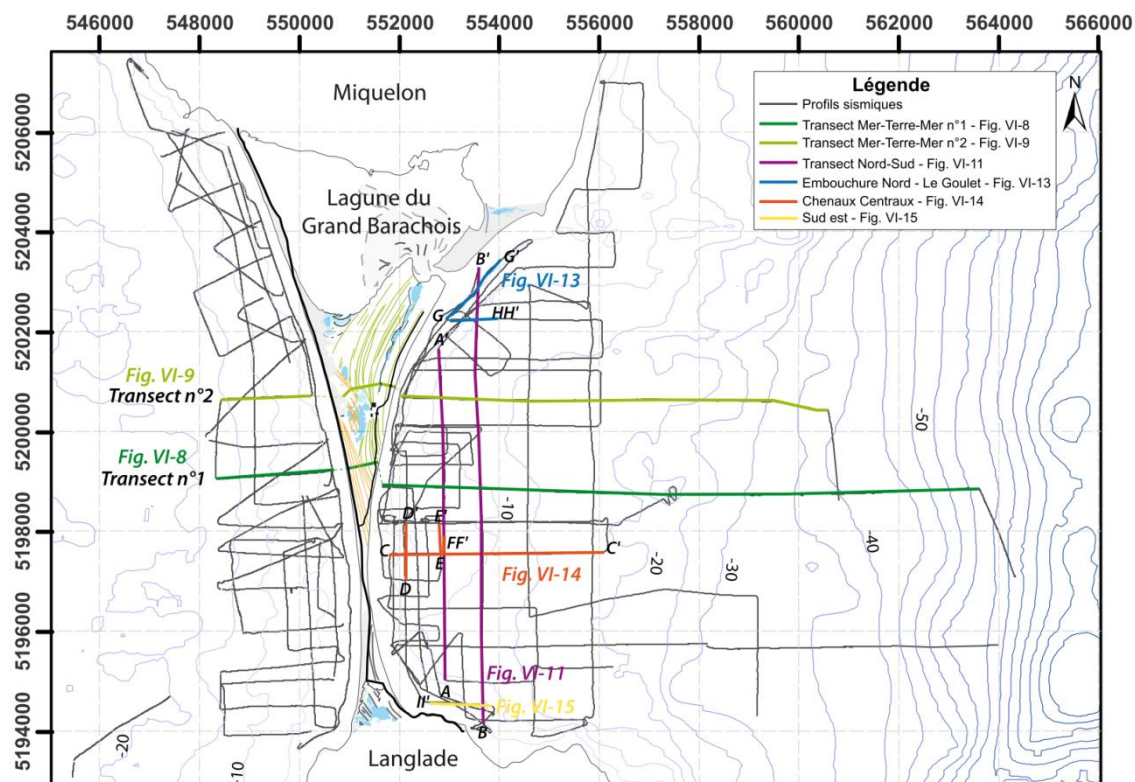 546000 548000 550000 552000 554000 556000 558000 560000 562000 564000 566000
5206000
5204000
5202000
5200000
5198000
5196000
5194000
Miquelon
Lagune du
Grand Barachois
Légende
N
Profils sismiques
Transect Mer-Terre-Mer n°1 - Fig. VI-8
Transect Mer-Terre-Mer n°2 - Fig. VI-9
Transect Nord-Sud - Fig. VI-11
Embouchure Nord - Le Goulet - Fig. VI-13
Chenaux Centraux - Fig. VI-14
Sud est - Fig. VI-15
B' G'
Fig. VI-13
G HH'
A'
Fig. VI-9
Transect n°2
-50
Fig. VI-8
Transect n°1
-10
D' E'
-40
C FF' C'
E
-20 -30
D Fig. VI-14
Fig. VI-11
A
II' Fig. VI-15
B
-20
-10
Langlade